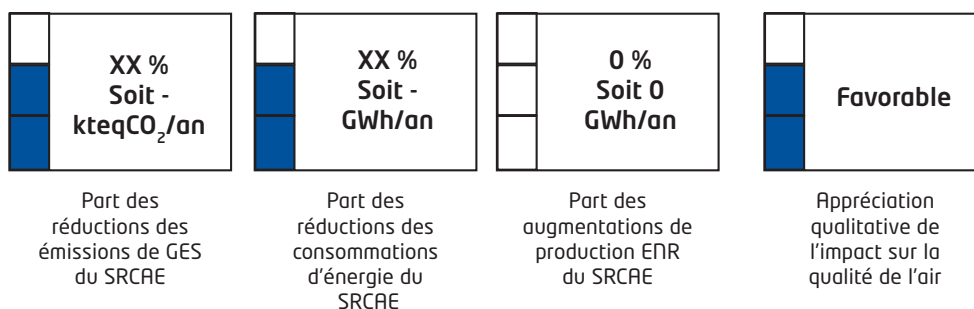 XX %
Soit -
kteqCO₂/an
Part des
réductions des
émissions de GES
du SRCAE
XX %
Soit -
GWh/an
Part des
réductions des
consommations
d'énergie du
SRCAE
0 %
Soit 0
GWh/an
Part des
augmentations de
production ENR
du SRCAE
Favorable
Appréciation
qualitative de
l'impact sur la
qualité de l'air